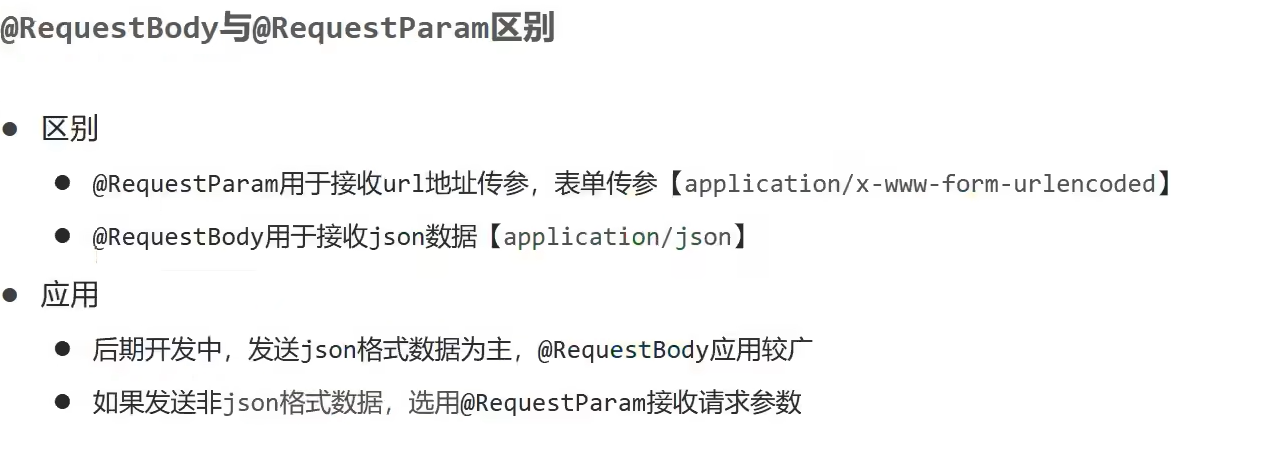 @RequestBody与@RequestParam区别
区别
@RequestParam用于接收url地址传参，表单传参【application/x-www-form-urlencoded】
@RequestBody用于接收json数据【application/json】
应用
后期开发中，发送json格式数据为主，@RequestBody应用较广
如果发送非json格式数据，选用@RequestParam接收请求参数